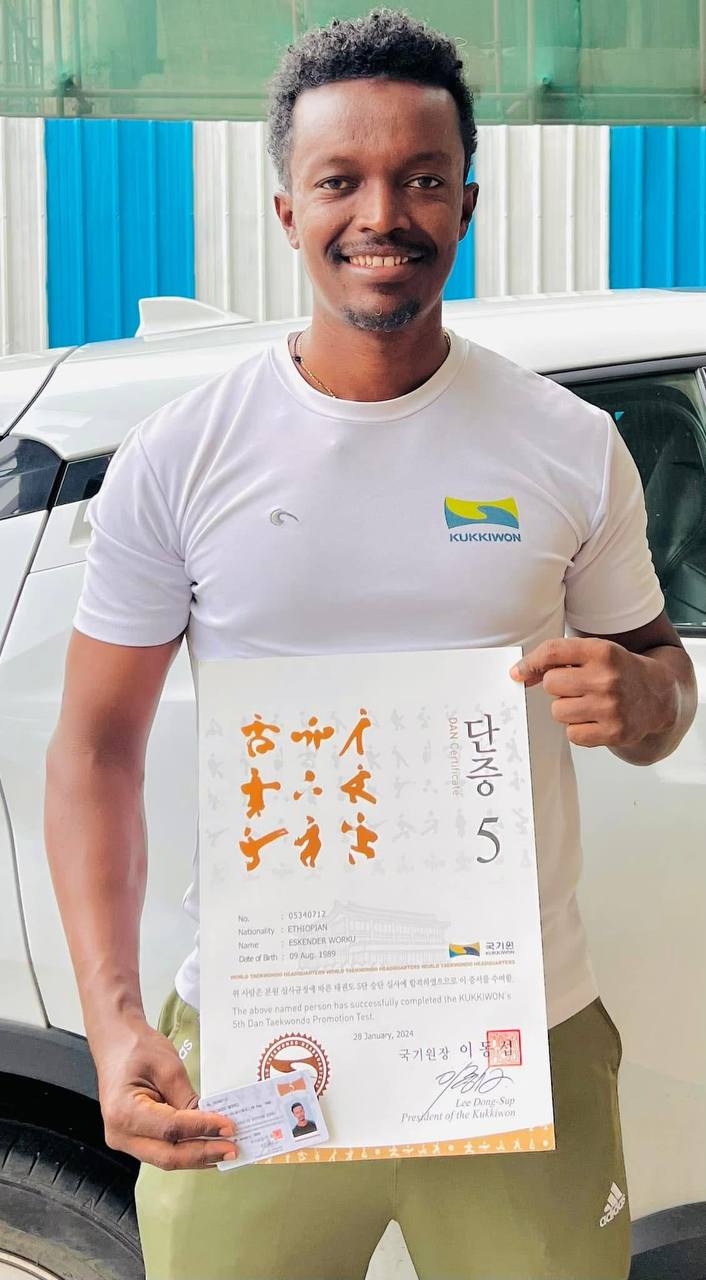 KUKKIWON
단증 5
DAN Certificate
No. : 05340712
Nationality : ETHIOPIAN
Name : ESKENDER WORKU
Date of Birth : 09 Aug. 1989
국기원
KUKKIWON
WORLD TAEKWONDO HEADQUARTERS WORLD TAEKWONDO HEADQUARTERS WORLD TAEKWONDO HEADQUARTERS
위 사람은 본원 심사규정에 따른 태권도 5단 승단 심사에 합격하였으므로 이 증서를 수여함.
The above named person has successfully completed the KUKKIWON's
5th Dan Taekwondo Promotion Test.
28 January, 2024
국기원장 이동섭
Lee Dong-Sup
President of the Kukkiwon
adidas
adidas